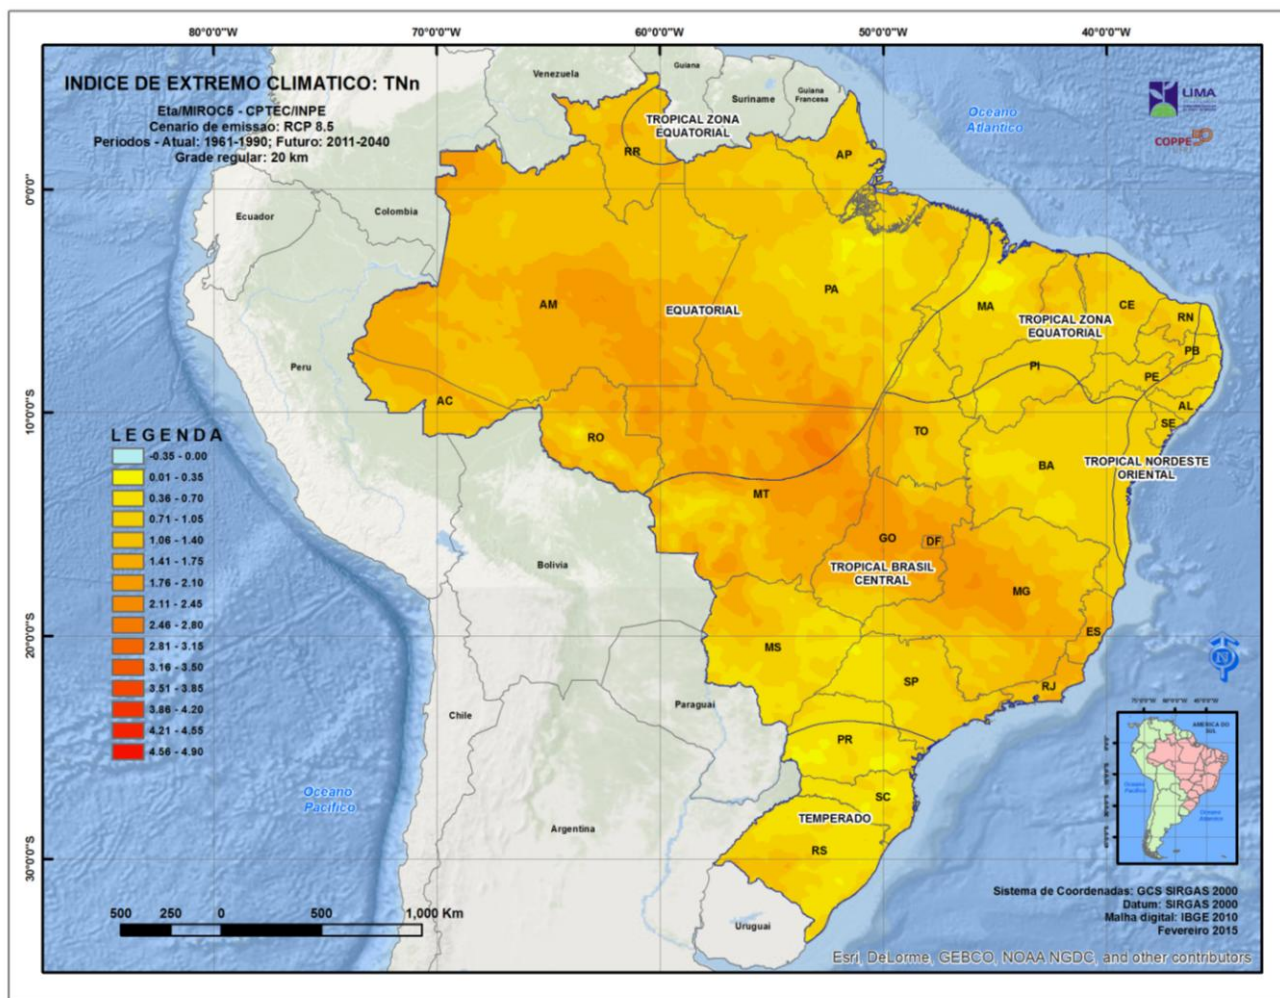 80°0'0"W
70°0'0"W
60°0'0"W
50°0'0"W
40°0'0"W
INDICE DE EXTREMO CLIMATICO: TNn
Eta/MIROC5 - CPTEC/INPE
Cenario de emissao: RCP 8.5
Periodos - Atual: 1961-1990; Futuro: 2011-2040
Grade regular: 20 km
Venezuela
Guiana
Suriname
Guiana
Francesa
Oceano
Atlantico
LIMA
COPPE
TROPICAL ZONA
EQUATORIAL
RR
AP
0°0'0"
Ecuador
Colombia
AM
EQUATORIAL
PA
MA
CE
RN
TROPICAL ZONA
EQUATORIAL
PB
PI
PE
Peru
AC
AL
SE
10°0'0"S
RO
TO
BA
TROPICAL NORDESTE
ORIENTAL
MT
GO
DF
TROPICAL BRASIL
CENTRAL
Bolivia
MG
ES
20°0'0"S
MS
SP
RJ
Paraguai
Chile
PR
SC
TEMPERADO
RS
Argentina
Oceano
Pacifico
30°0'0"S
Uruguai
LEGENDA
-0.35 - 0.00
0.01 - 0.35
0.36 - 0.70
0.71 - 1.05
1.06 - 1.40
1.41 - 1.75
1.76 - 2.10
2.11 - 2.45
2.46 - 2.80
2.81 - 3.15
3.16 - 3.50
3.51 - 3.85
3.86 - 4.20
4.21 - 4.55
4.56 - 4.90
500 250 0 500 1,000 Km
N
AMERICA DO
SUL
Oceano
Pacifico
Oceano
Atlantico
Sistema de Coordenadas: GCS SIRGAS 2000
Datum: SIRGAS 2000
Malha digital: IBGE 2010
Fevereiro 2015
Esri, DeLorme, GEBCO, NOAA NGDC, and other contributors